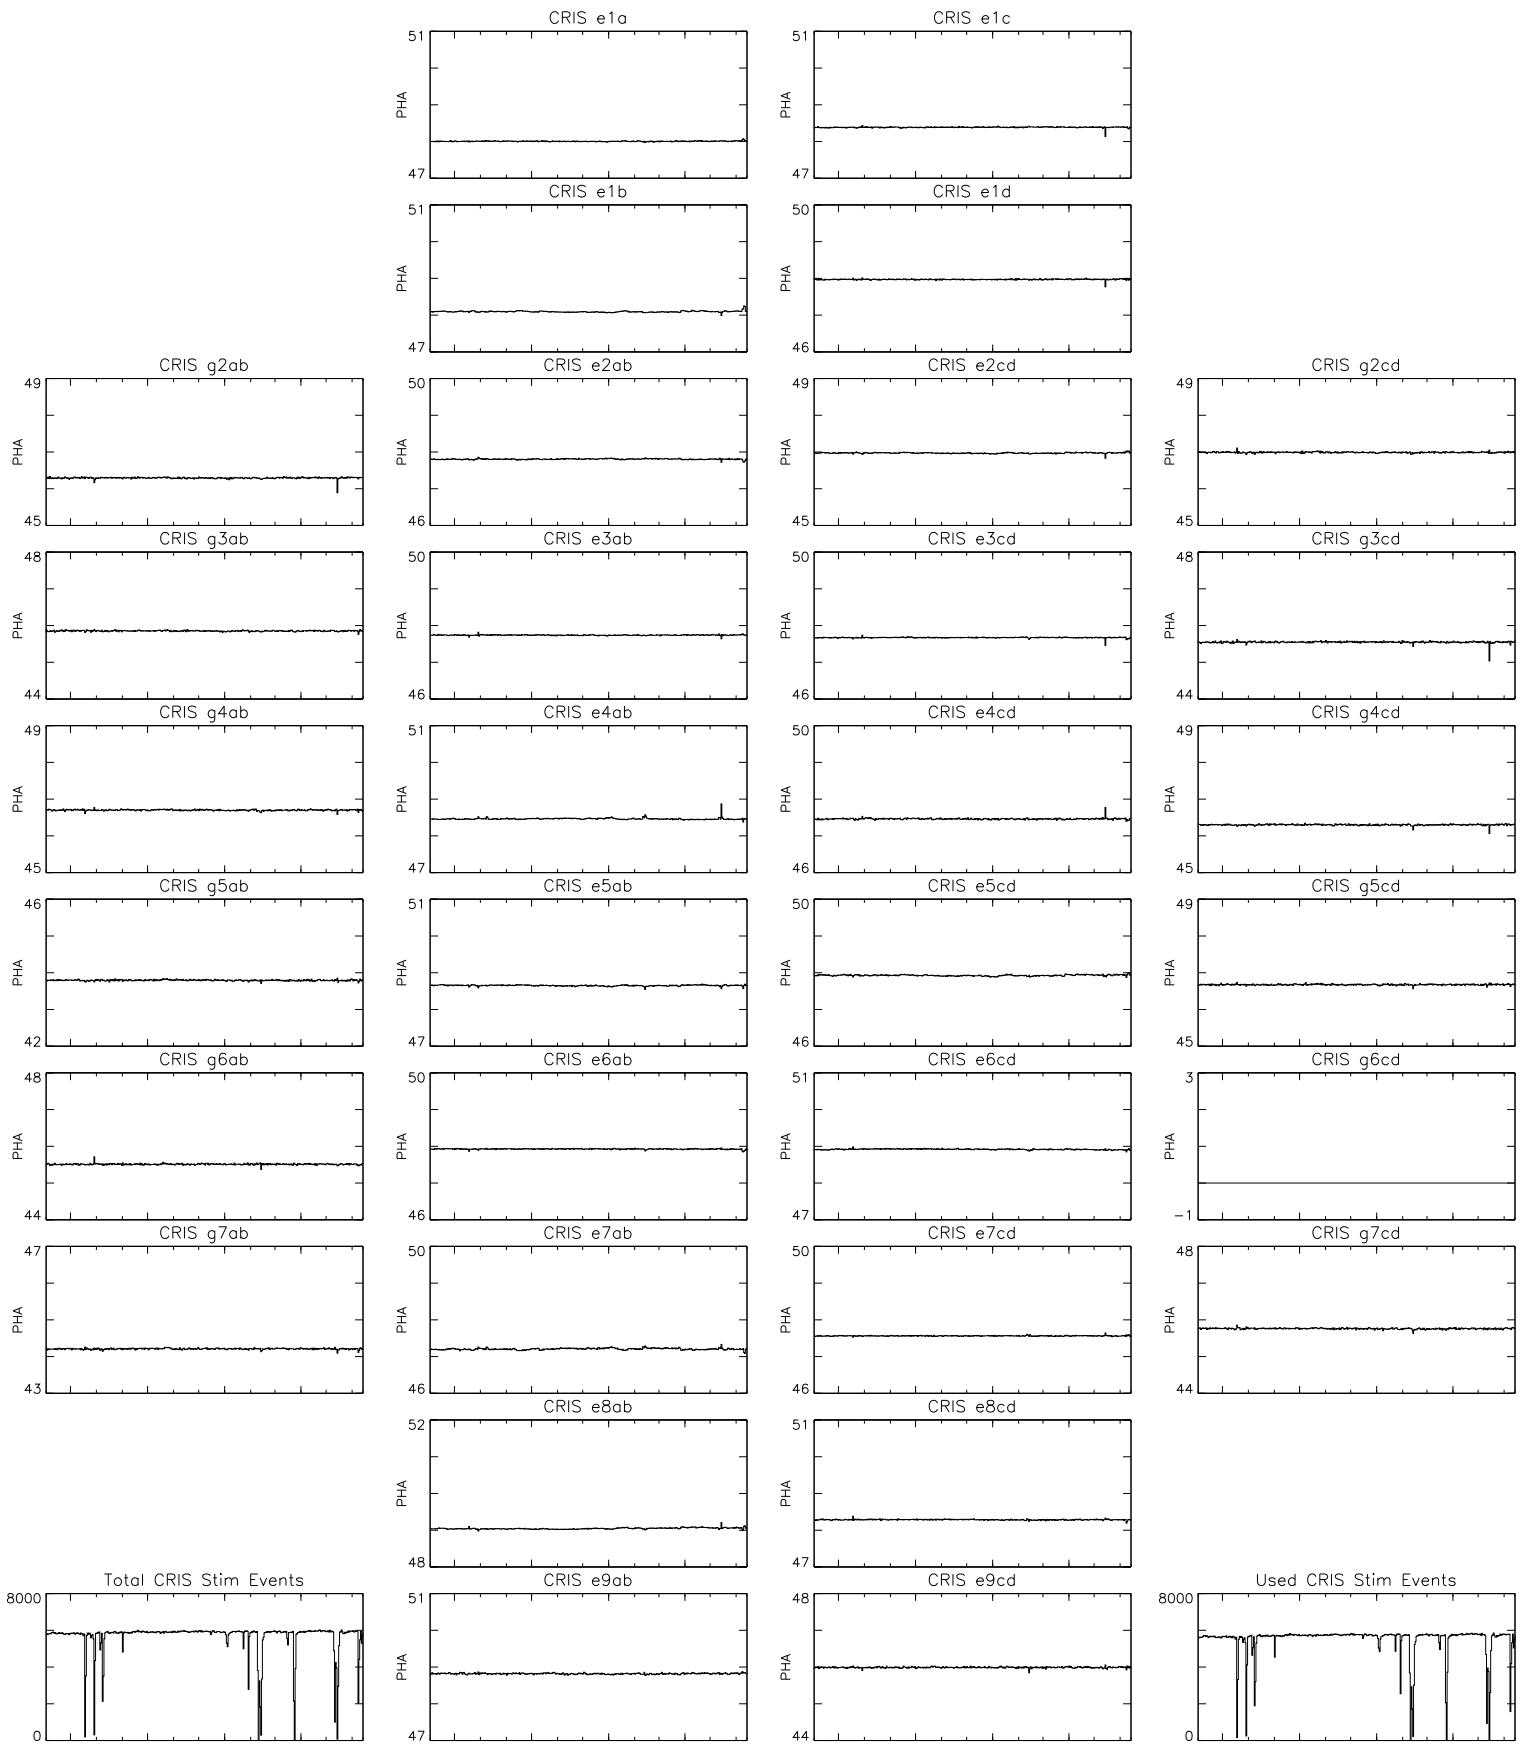 CRIS e1a
CRIS e1c
51
PHA
47
51
PHA
47
CRIS e1b
CRIS e1d
51
PHA
47
50
PHA
46
CRIS g2ab
CRIS e2ab
CRIS e2cd
CRIS g2cd
49
PHA
45
50
PHA
46
49
PHA
45
49
PHA
45
CRIS g3ab
CRIS e3ab
CRIS e3cd
CRIS g3cd
48
PHA
44
50
PHA
46
50
PHA
46
48
PHA
44
CRIS g4ab
CRIS e4ab
CRIS e4cd
CRIS g4cd
49
PHA
45
51
PHA
47
50
PHA
46
49
PHA
45
CRIS g5ab
CRIS e5ab
CRIS e5cd
CRIS g5cd
46
PHA
42
51
PHA
47
50
PHA
46
49
PHA
45
CRIS g6ab
CRIS e6ab
CRIS e6cd
CRIS g6cd
48
PHA
44
50
PHA
46
51
PHA
47
3
PHA
-1
CRIS g7ab
CRIS e7ab
CRIS e7cd
CRIS g7cd
47
PHA
43
50
PHA
46
50
PHA
46
48
PHA
44
CRIS e8ab
CRIS e8cd
52
PHA
48
51
PHA
47
Total CRIS Stim Events
CRIS e9ab
CRIS e9cd
Used CRIS Stim Events
8000
0
51
PHA
47
48
PHA
44
8000
0